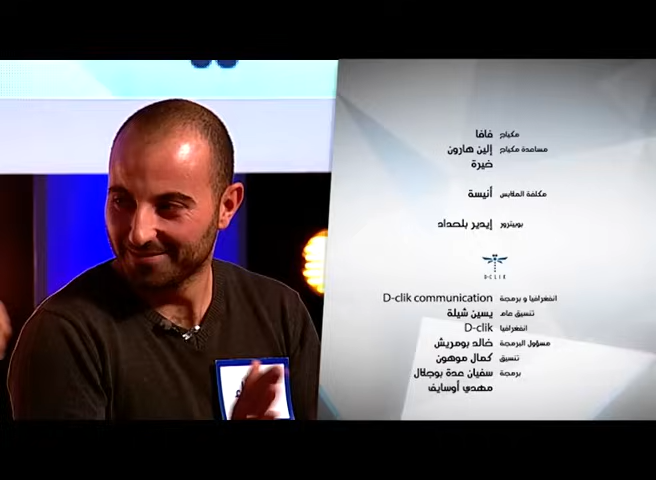 مكياج فافا
مساعدة مكياج إلين هارون
خيرة
مكلفة الملابس أنيسة
بوبيترور إيدير بلحداد
D-CLIK
انفغرافيا و برمجة D-clik communication
تنسيق عام يسين شيلة
انفغرافيا D-clik
مسؤول البرمجة خالد بومريش
تنسيق كمال موهون
برمجة سفيان عدة بوجلال
مهدي أوسايف